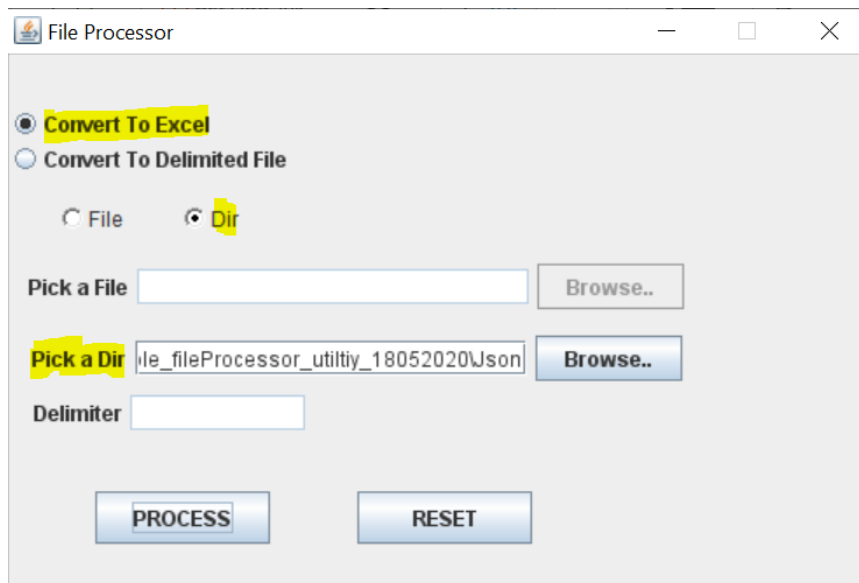 File Processor
Convert To Excel
Convert To Delimited File
File Dir
Pick a File Browse..
Pick a Dir le_fileProcessor_utiltiy_18052020\Json Browse..
Delimiter
PROCESS RESET